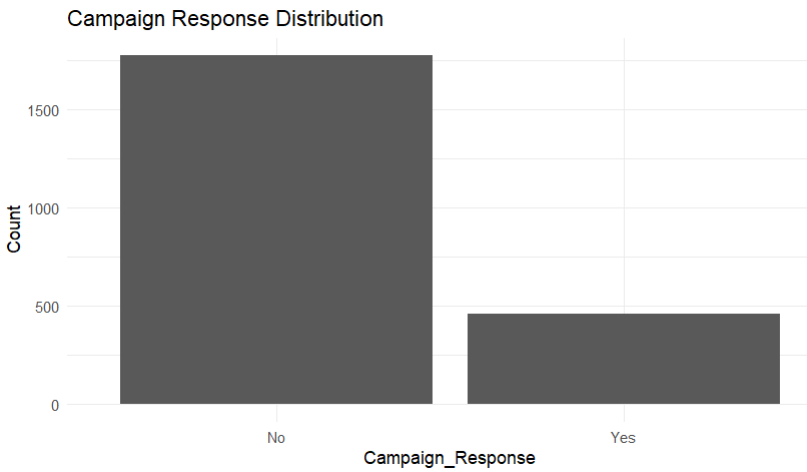 Campaign Response Distribution
1500
1000
500
0
Count
No
Yes
Campaign_Response